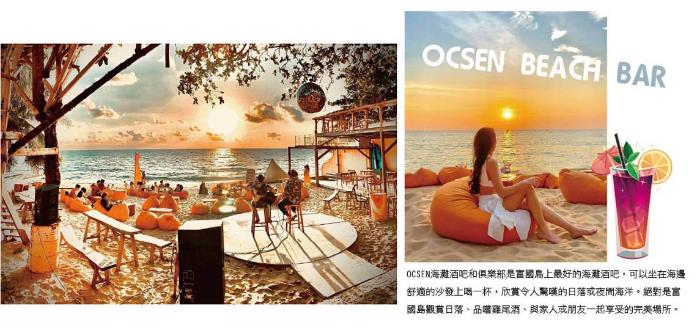 OCSEN BEACH BAR
OCSEN海灘酒吧和俱樂部是富國島上最好的海灘酒吧，可以坐在海邊
舒適的沙發上喝一杯，欣賞令人驚嘆的日落或夜間海洋。絕對是富
國島觀賞日落、品嚐雞尾酒、與家人或朋友一起享受的完美場所。